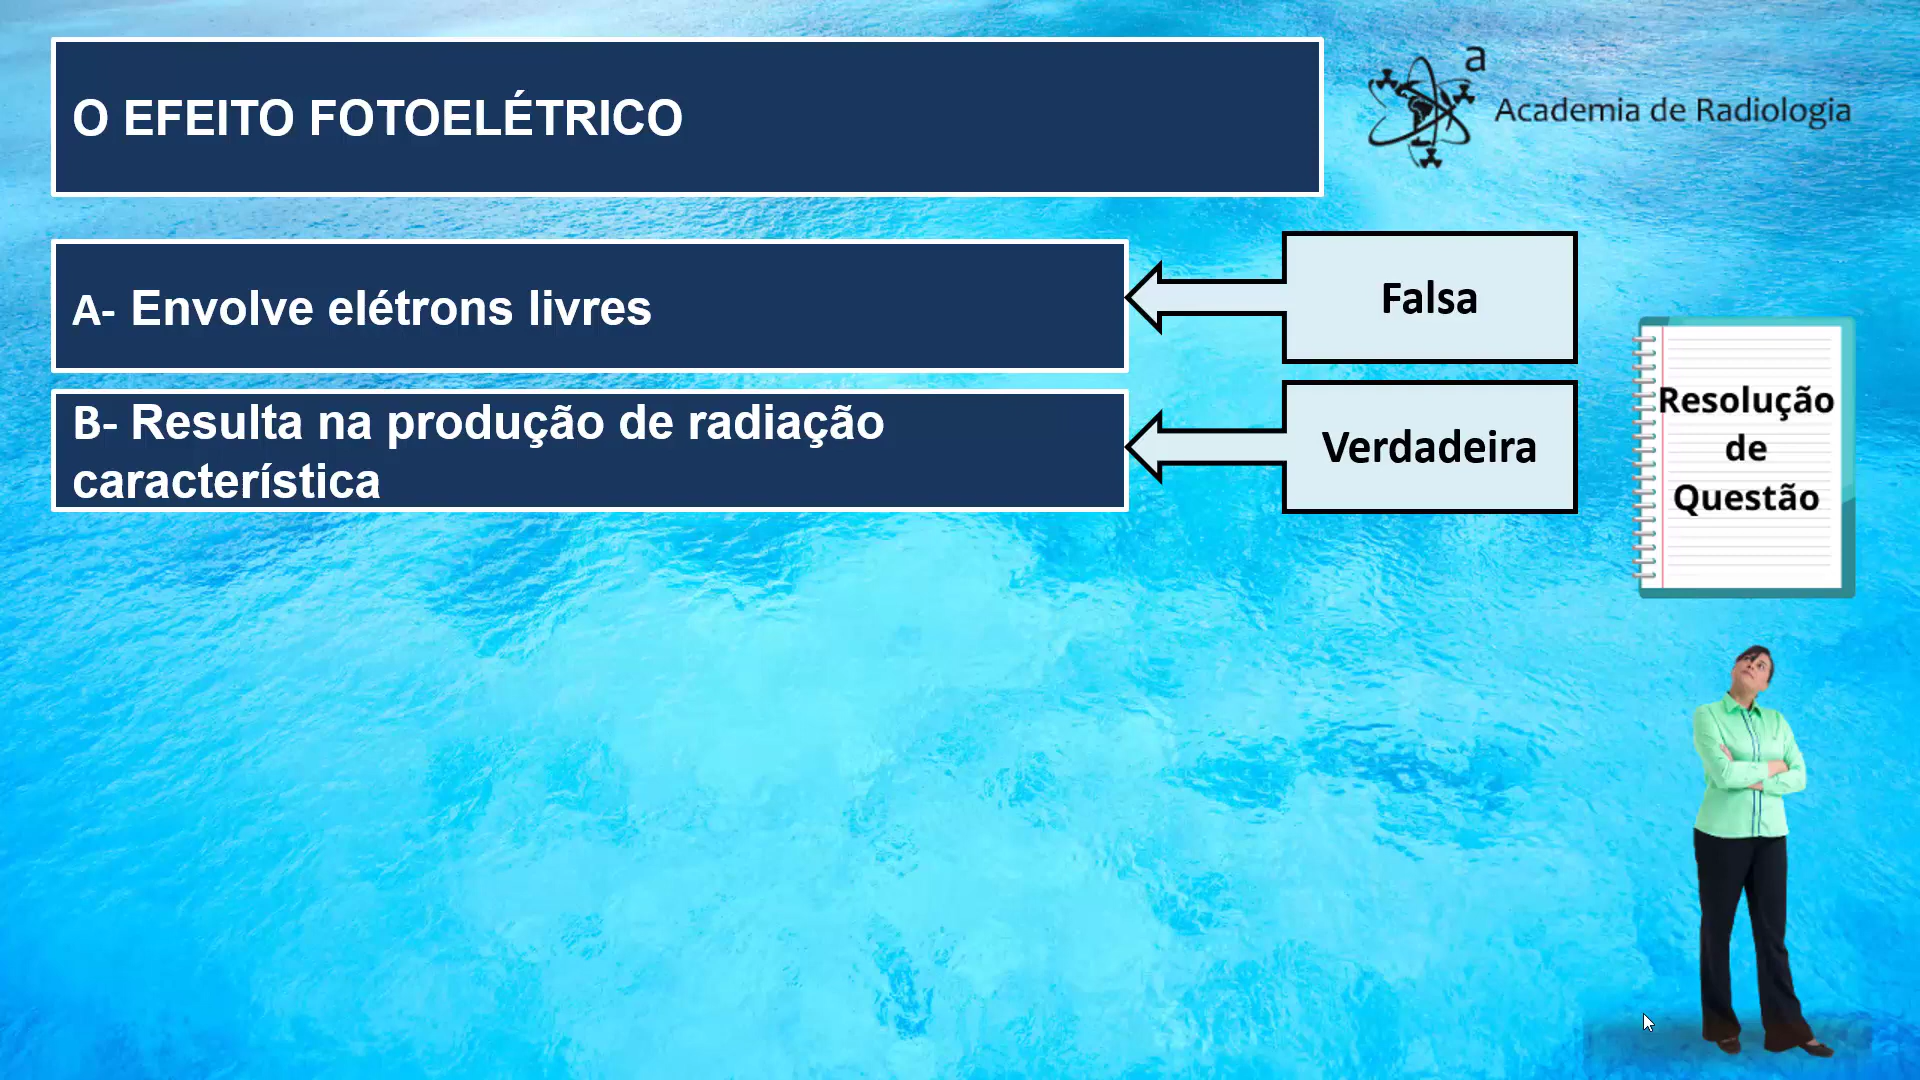 O EFEITO FOTOELÉTRICO
a
Academia de Radiologia
A- Envolve elétrons livres
Falsa
B- Resulta na produção de radiação
característica
Verdadeira
Resolução
de
Questão